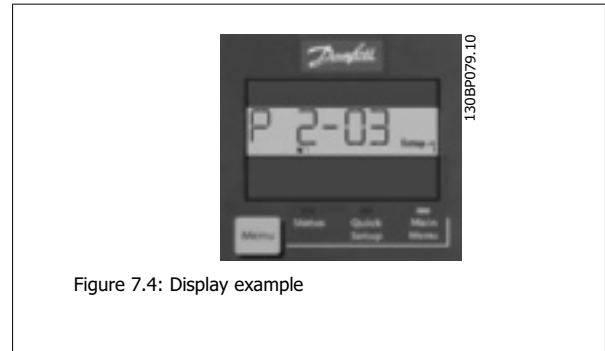 Danfoss
130BP079.10
P 2-03
Setup 1
Status Quick Setup Main Menu
Menu
Figure 7.4: Display example